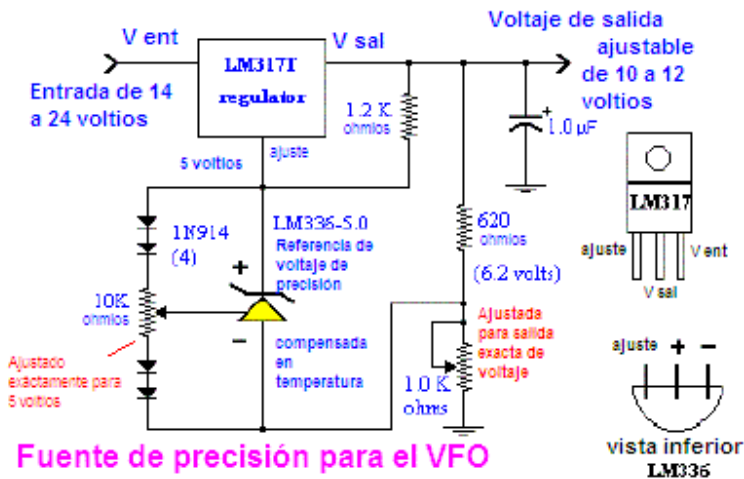 V ent
V sal
Voltaje de salida
ajustable
de 10 a 12
voltios
LM317T
regulator
Entrada de 14
a 24 voltios
1.2 K
ohmios
+
1.0 µF
5 voltios
ajuste
LM317
ajuste
V ent
V sal
1N914
(4)
LM336-5.0
Referencia de
voltaje de
precisión
+
620
ohmios
(6.2 volts)
10K
ohmios
Ajustado
exáctamente para
5 voltios
−
compensada
en
temperatura
Ajustada
para salida
exacta de
voltaje
1.0 K
ohms
ajuste + −
vista inferior
LM336
Fuente de precisión para el VFO